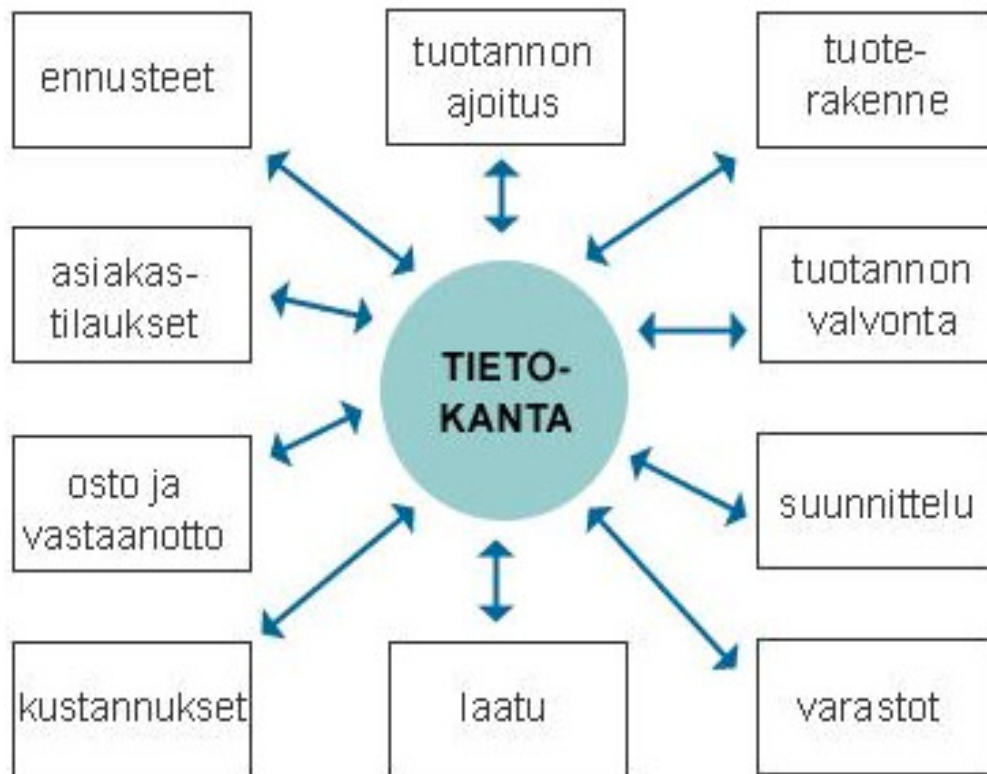 ennusteet
tuotannon
ajoitus
tuote-
rakenne
asiakas-
tilaukset
TIETO-
KANTA
tuotannon
valvonta
osto ja
vastaanotto
suunnittelu
kustannukset
laatu
varastot